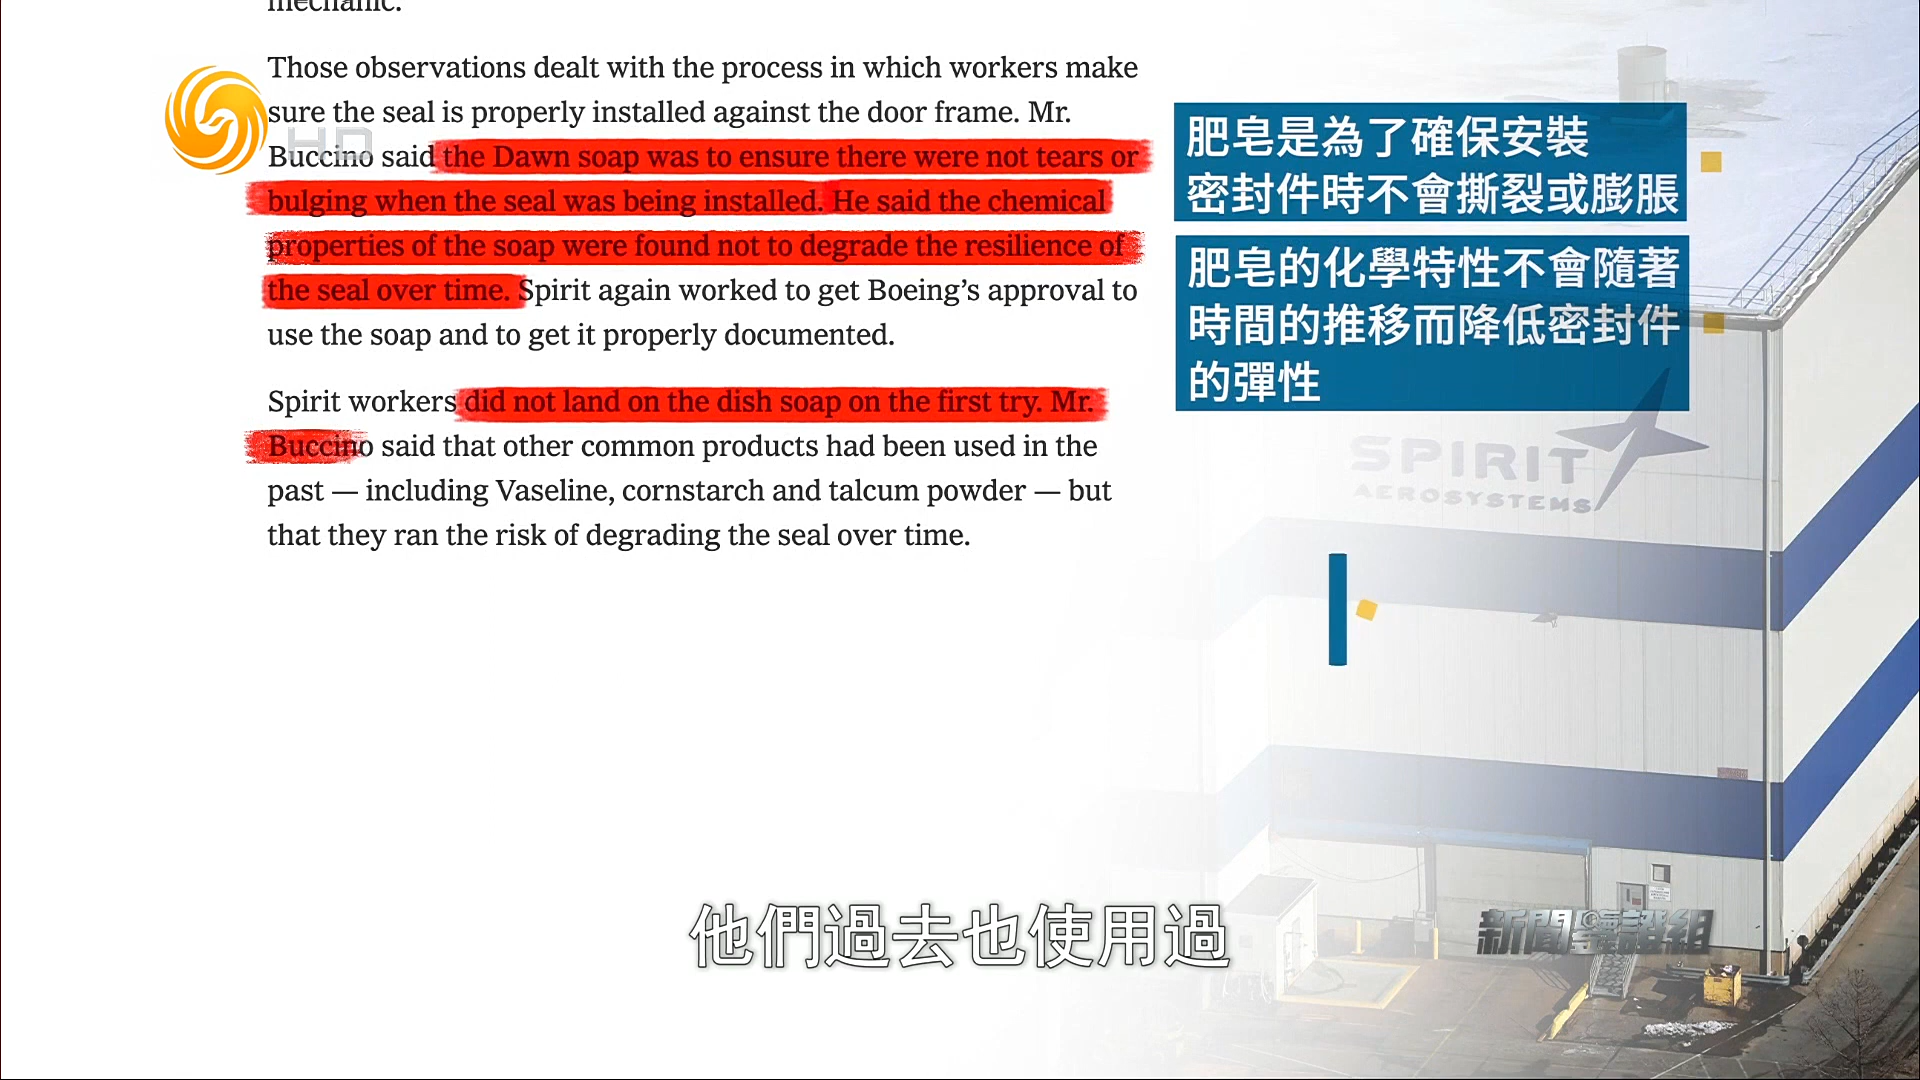 mechanic.
Those observations dealt with the process in which workers make
sure the seal is properly installed against the door frame. Mr.
Buccino said the Dawn soap was to ensure there were not tears or
bulging when the seal was being installed. He said the chemical
properties of the soap were found not to degrade the resilience of
the seal over time. Spirit again worked to get Boeing’s approval to
use the soap and to get it properly documented.
Spirit workers did not land on the dish soap on the first try. Mr.
Buccino said that other common products had been used in the
past — including Vaseline, cornstarch and talcum powder — but
that they ran the risk of degrading the seal over time.
HD
肥皂是為了確保安裝
密封件時不會撕裂或膨脹
肥皂的化學特性不會隨著
時間的推移而降低密封件
的彈性
SPIRIT
AEROSYSTEMS
他們過去也使用過
新聞實證組